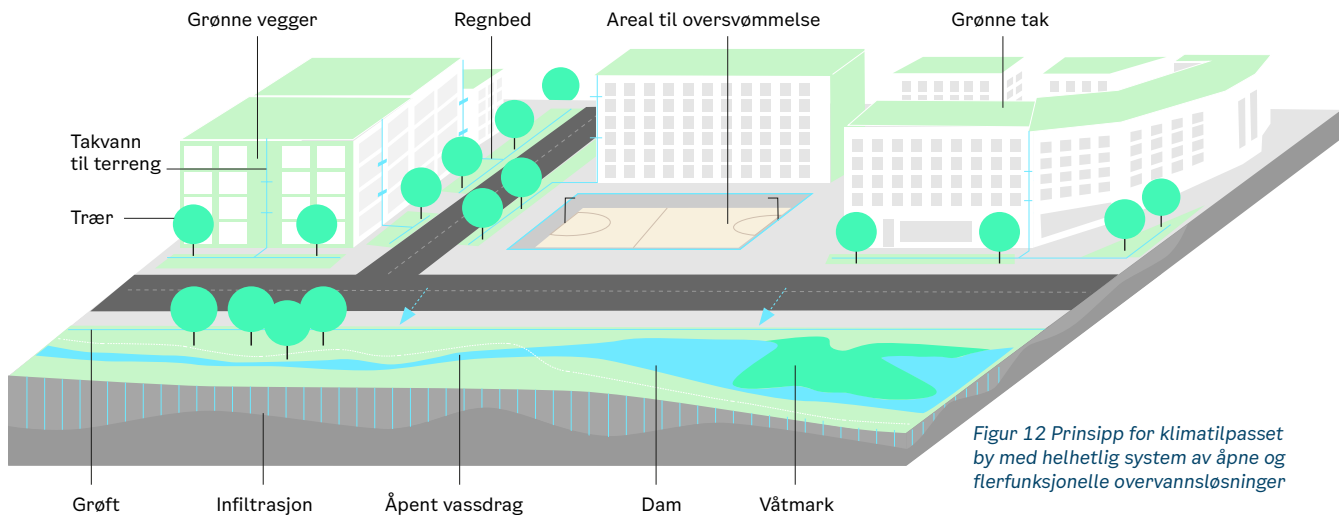 Grønne vegger
Regnbed
Areal til oversvømmelse
Grønne tak
Takvann
til terreng
Trær
Figur 12 Prinsipp for klimatilpasset
by med helhetlig system av åpne og
flerfunksjonelle overvannsløsninger
Grøft
Infiltrasjon
Åpent vassdrag
Dam
Våtmark